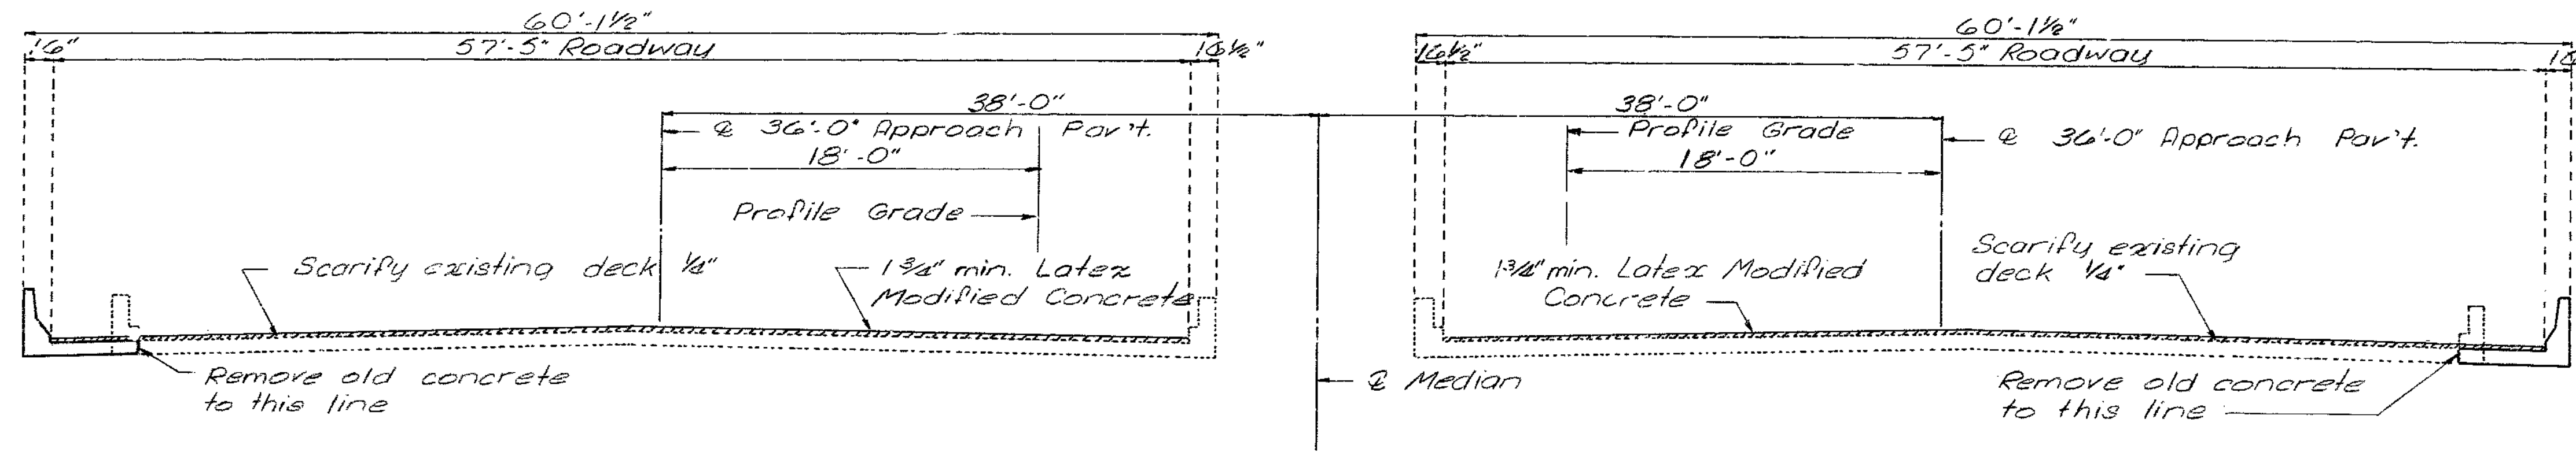 60'-1½"
16"
57'-5" Roadway
16½"
38'-0"
℄ 36'-0" Approach Pav't.
18'-0"
Profile Grade
Scarify existing deck ¼"
1¾" min. Latex
Modified Concrete
Remove old concrete
to this line
℄ Median
60'-1½"
16½"
57'-5" Roadway
38'-0"
Profile Grade
℄ 36'-0" Approach Pav't.
18'-0"
1¾" min. Latex Modified
Concrete
Scarify existing
deck ¼"
Remove old concrete
to this line